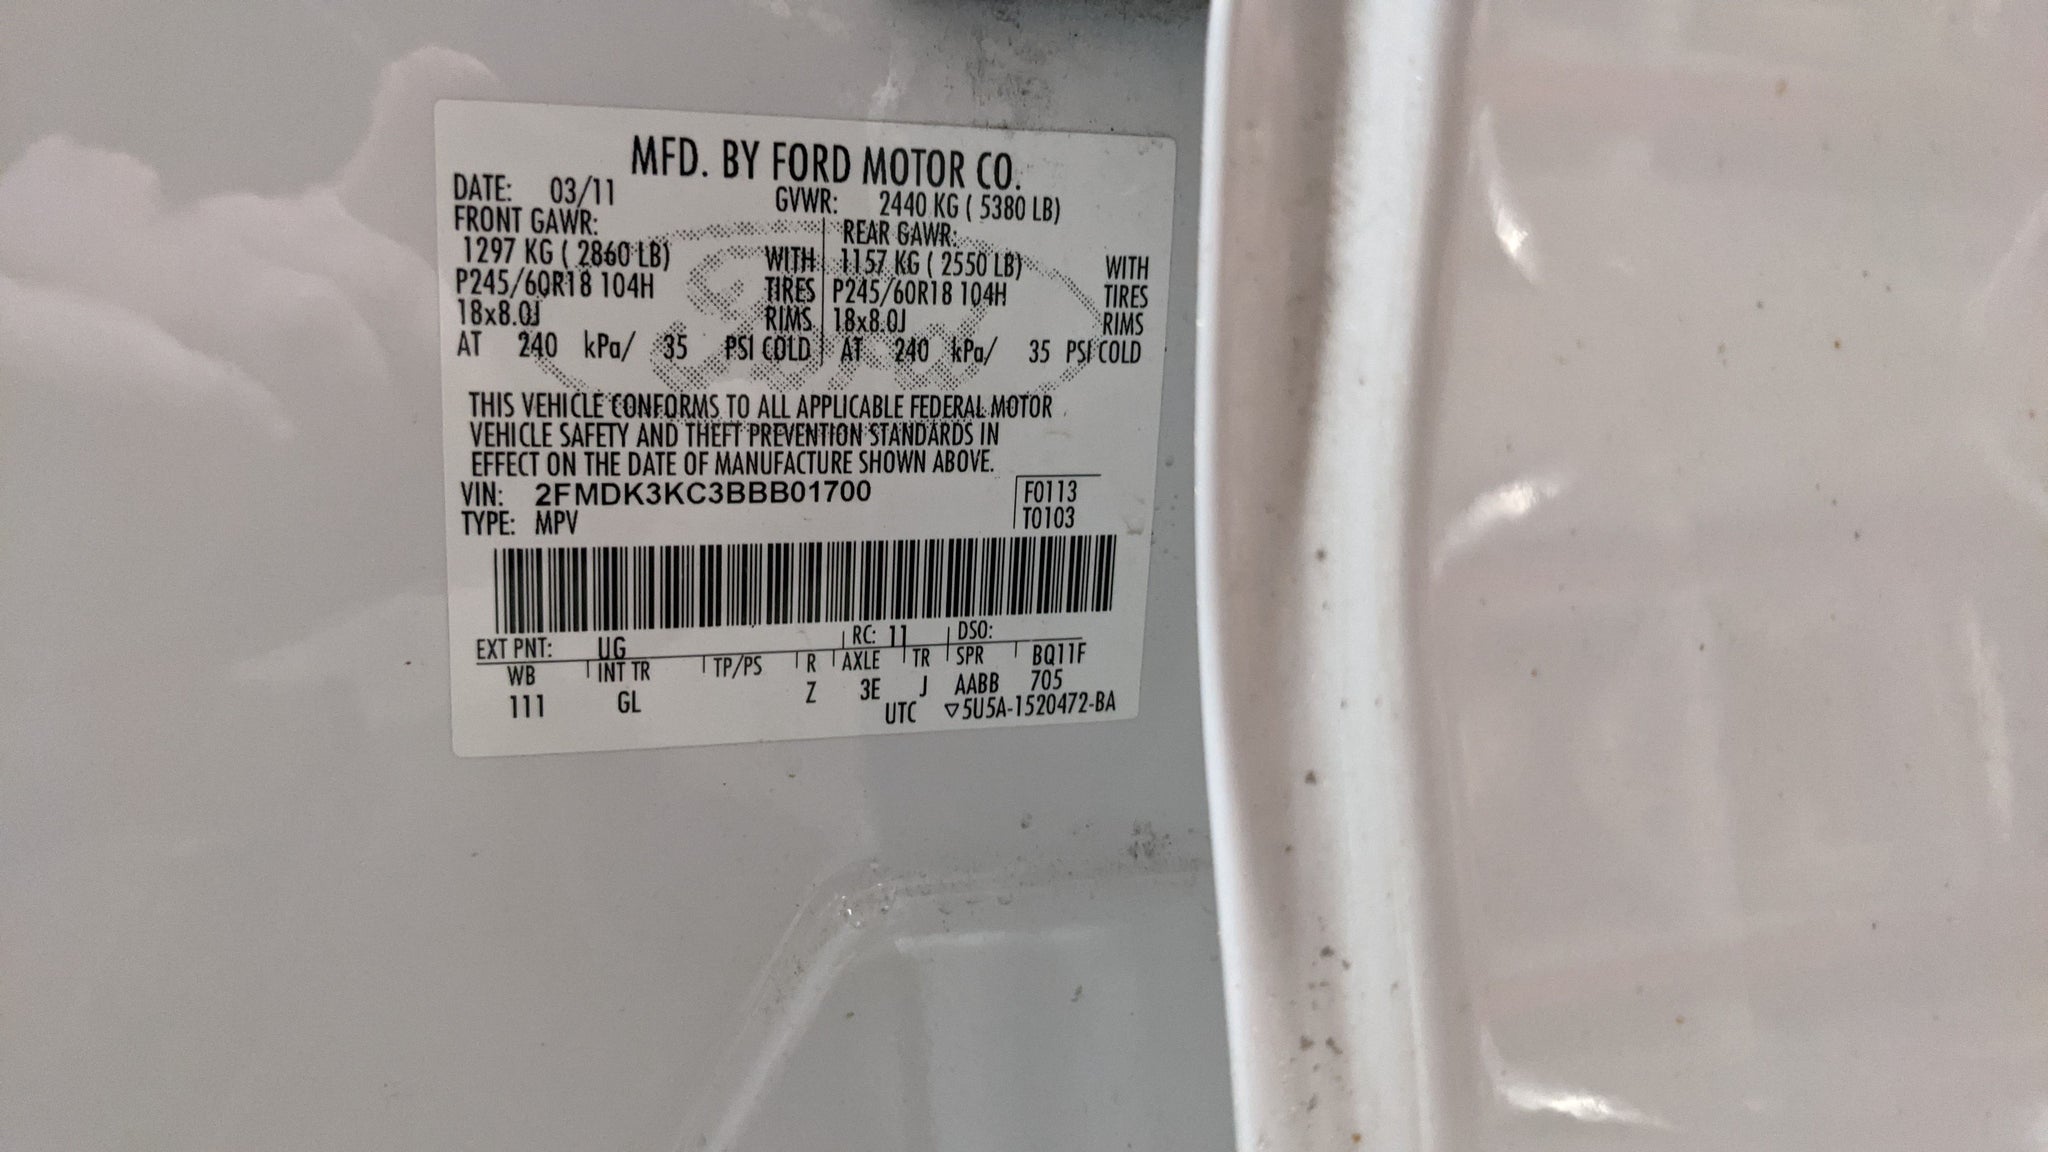 MFD. BY FORD MOTOR CO.
DATE: 03/11 GVWR: 2440 KG ( 5380 LB)
FRONT GAWR: REAR GAWR:
1297 KG ( 2860 LB) WITH 1157 KG ( 2550 LB) WITH
P245/60R18 104H TIRES P245/60R18 104H TIRES
18x8.0J RIMS 18x8.0J RIMS
AT 240 kPa/ 35 PSI COLD AT 240 kPa/ 35 PSI COLD
Ford
THIS VEHICLE CONFORMS TO ALL APPLICABLE FEDERAL MOTOR
VEHICLE SAFETY AND THEFT PREVENTION STANDARDS IN
EFFECT ON THE DATE OF MANUFACTURE SHOWN ABOVE.
VIN: 2FMDK3KC3BBB01700 F0113
TYPE: MPV T0103
EXT PNT: UG RC: 11 DSO:
WB INT TR TP/PS R AXLE TR SPR BQ11F
111 GL Z 3E J AABB 705
UTC ▽5U5A-1520472-BA